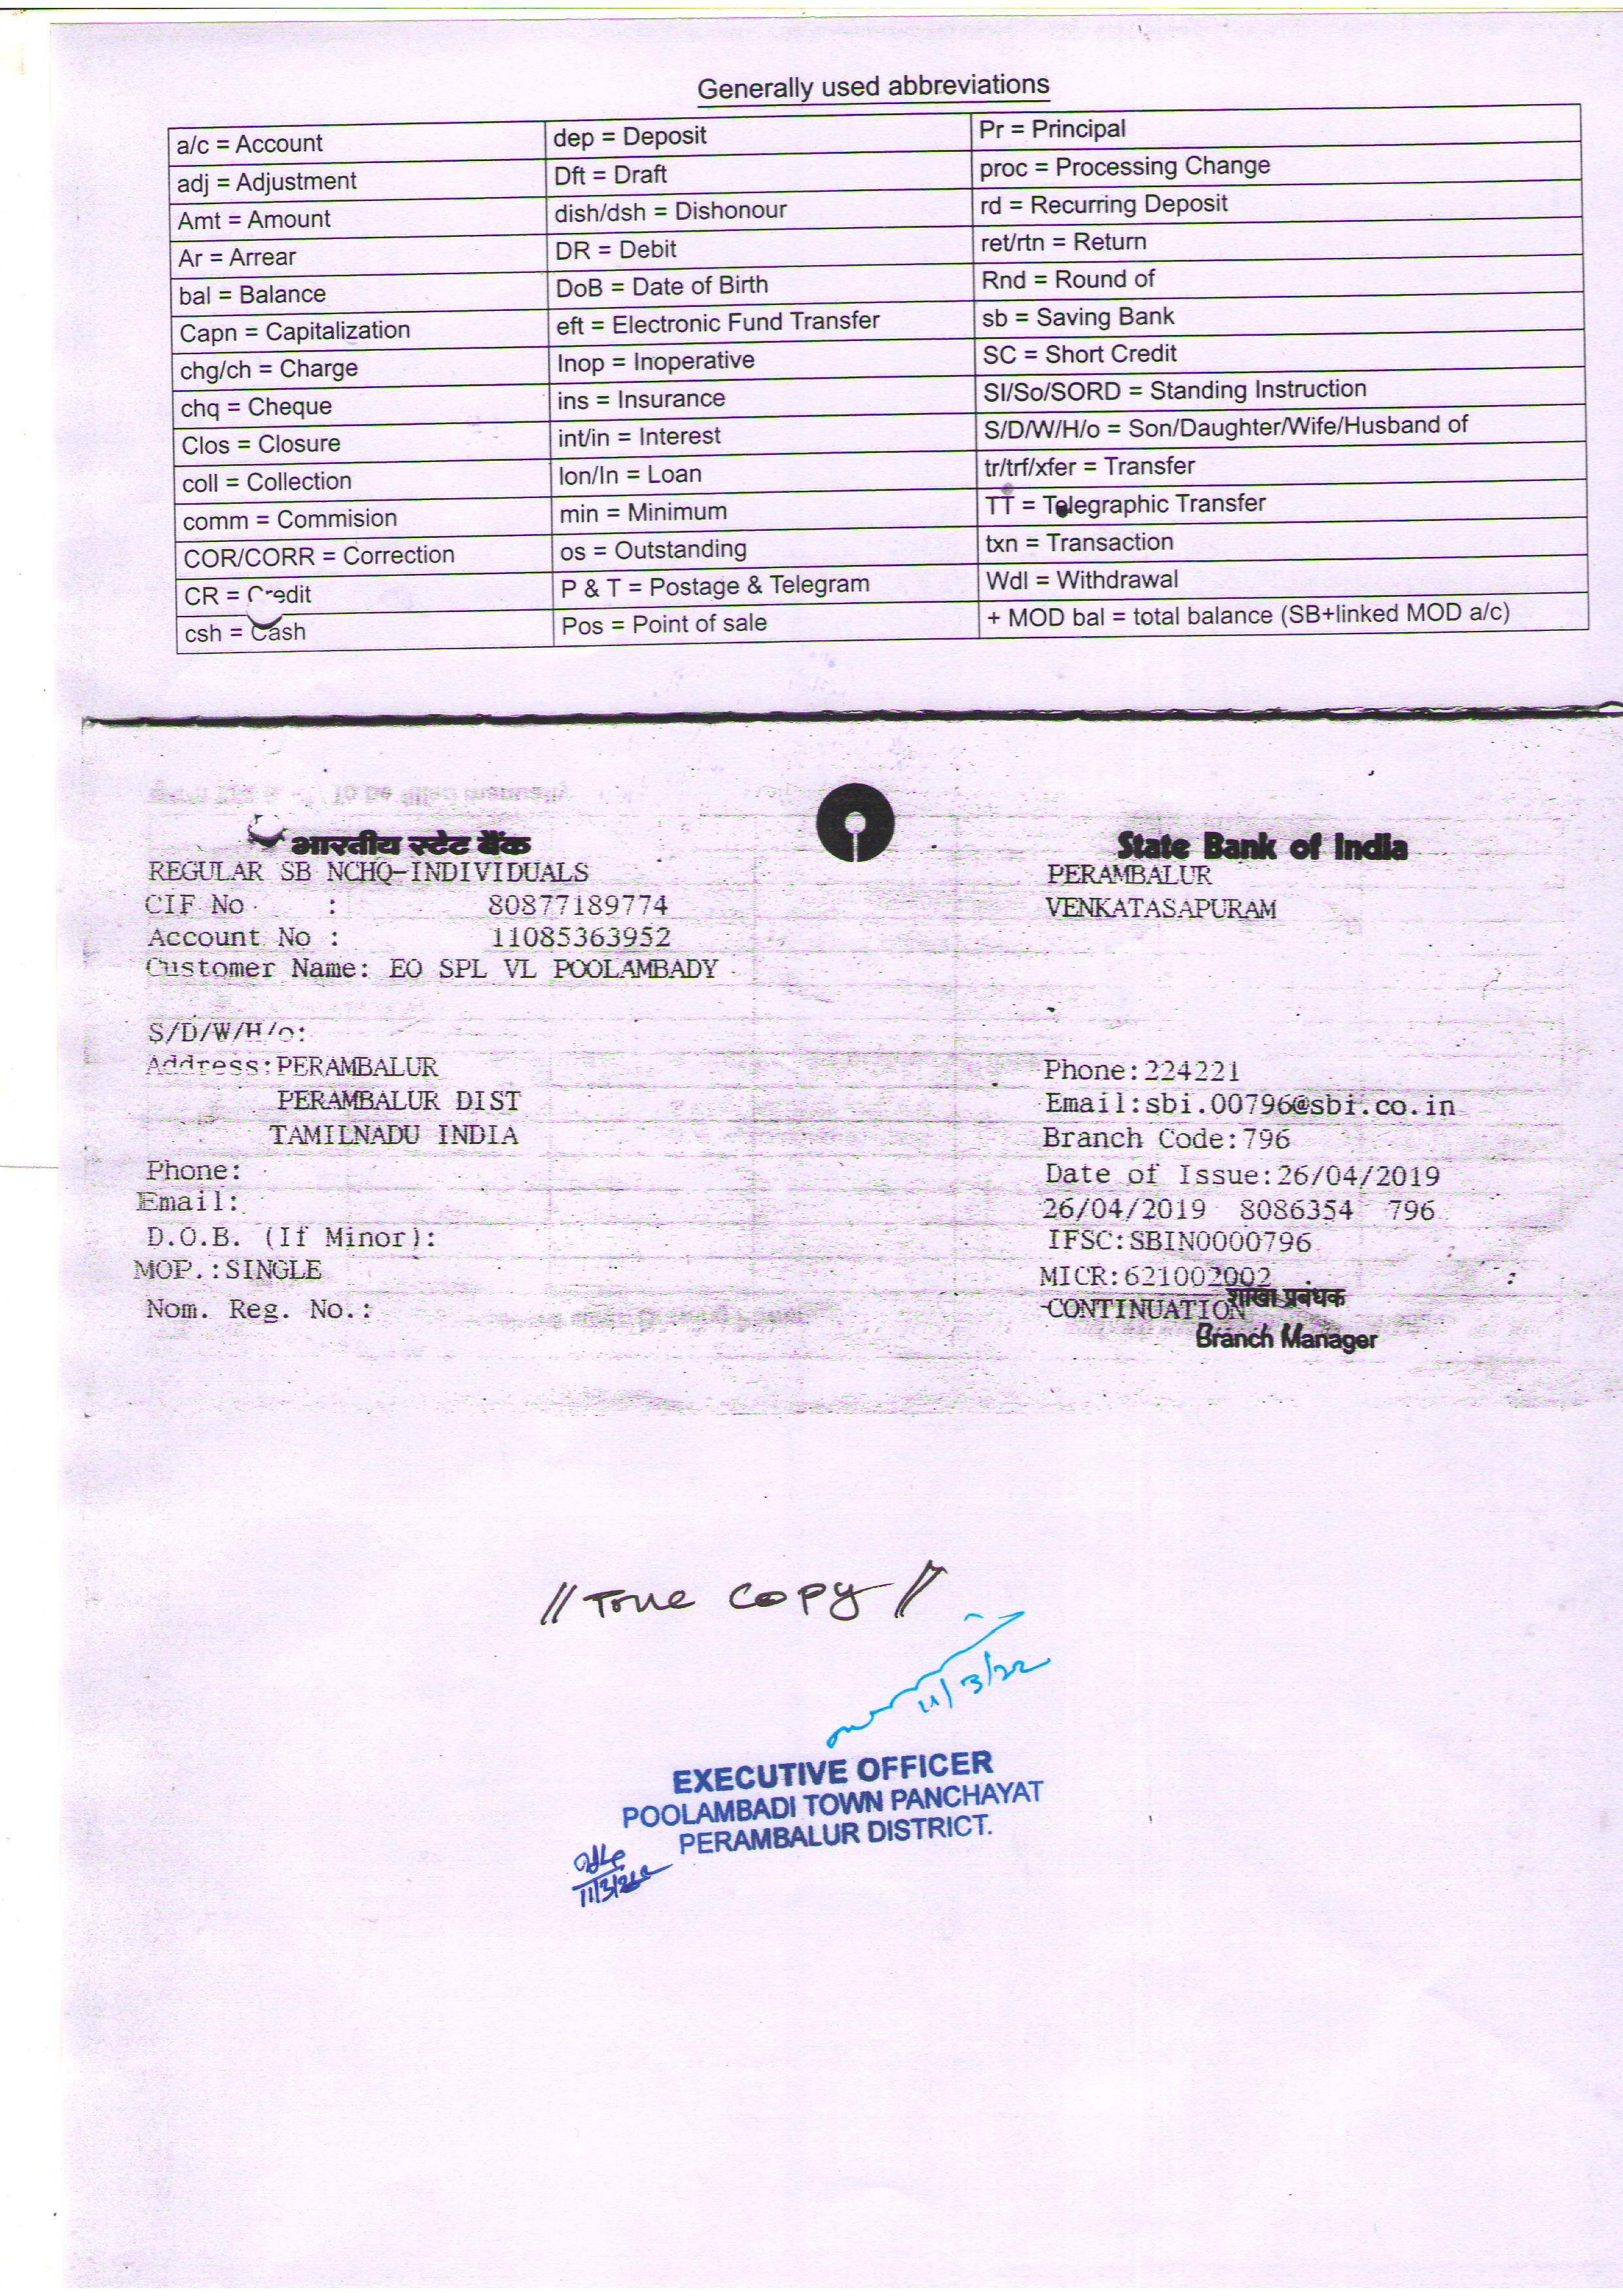 Generally used abbreviations
a/c = Account	dep = Deposit	Pr = Principal
adj = Adjustment	Dft = Draft	proc = Processing Change
Amt = Amount	dish/dsh = Dishonour	rd = Recurring Deposit
Ar = Arrear	DR = Debit	ret/rtn = Return
bal = Balance	DoB = Date of Birth	Rnd = Round of
Capn = Capitalization	eft = Electronic Fund Transfer	sb = Saving Bank
chg/ch = Charge	Inop = Inoperative	SC = Short Credit
chq = Cheque	ins = Insurance	SI/So/SORD = Standing Instruction
Clos = Closure	int/in = Interest	S/D/W/H/o = Son/Daughter/Wife/Husband of
coll = Collection	lon/ln = Loan	tr/trf/xfer = Transfer
comm = Commision	min = Minimum	TT = Telegraphic Transfer
COR/CORR = Correction	os = Outstanding	txn = Transaction
CR = Credit	P & T = Postage & Telegram	Wdl = Withdrawal
csh = Cash	Pos = Point of sale	+ MOD bal = total balance (SB+linked MOD a/c)
भारतीय स्टेट बैंक
REGULAR SB NCHQ-INDIVIDUALS
CIF No : 80877189774
Account No : 11085363952
Customer Name: EO SPL VL POOLAMBADY
S/D/W/H/o:
Address:PERAMBALUR
PERAMBALUR DIST
TAMILNADU INDIA
Phone:
Email:
D.O.B. (If Minor):
MOP.:SINGLE
Nom. Reg. No.:
State Bank of India
PERAMBALUR
VENKATASAPURAM
Phone:224221
Email:sbi.00796@sbi.co.in
Branch Code:796
Date of Issue:26/04/2019
26/04/2019 8086354 796
IFSC:SBIN0000796
MICR:621002002
CONTINUATION
शाखा प्रबंधक
Branch Manager
// True Copy //
11/3/22
EXECUTIVE OFFICER
POOLAMBADI TOWN PANCHAYAT
PERAMBALUR DISTRICT.